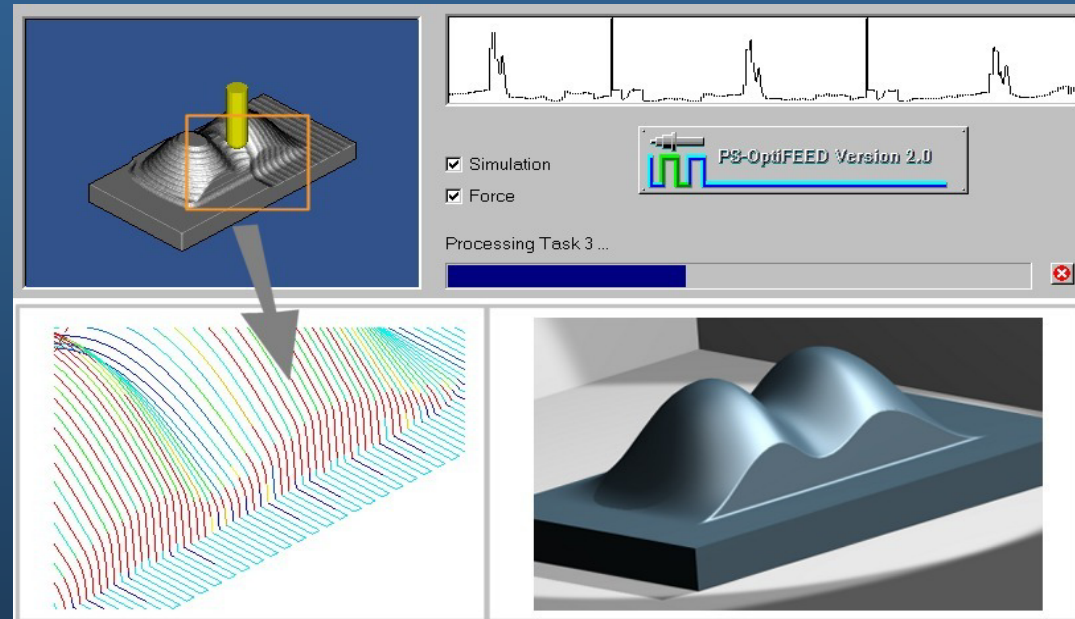 PS-OptiFEED Version 2.0
Simulation
Force
Processing Task 3 ...